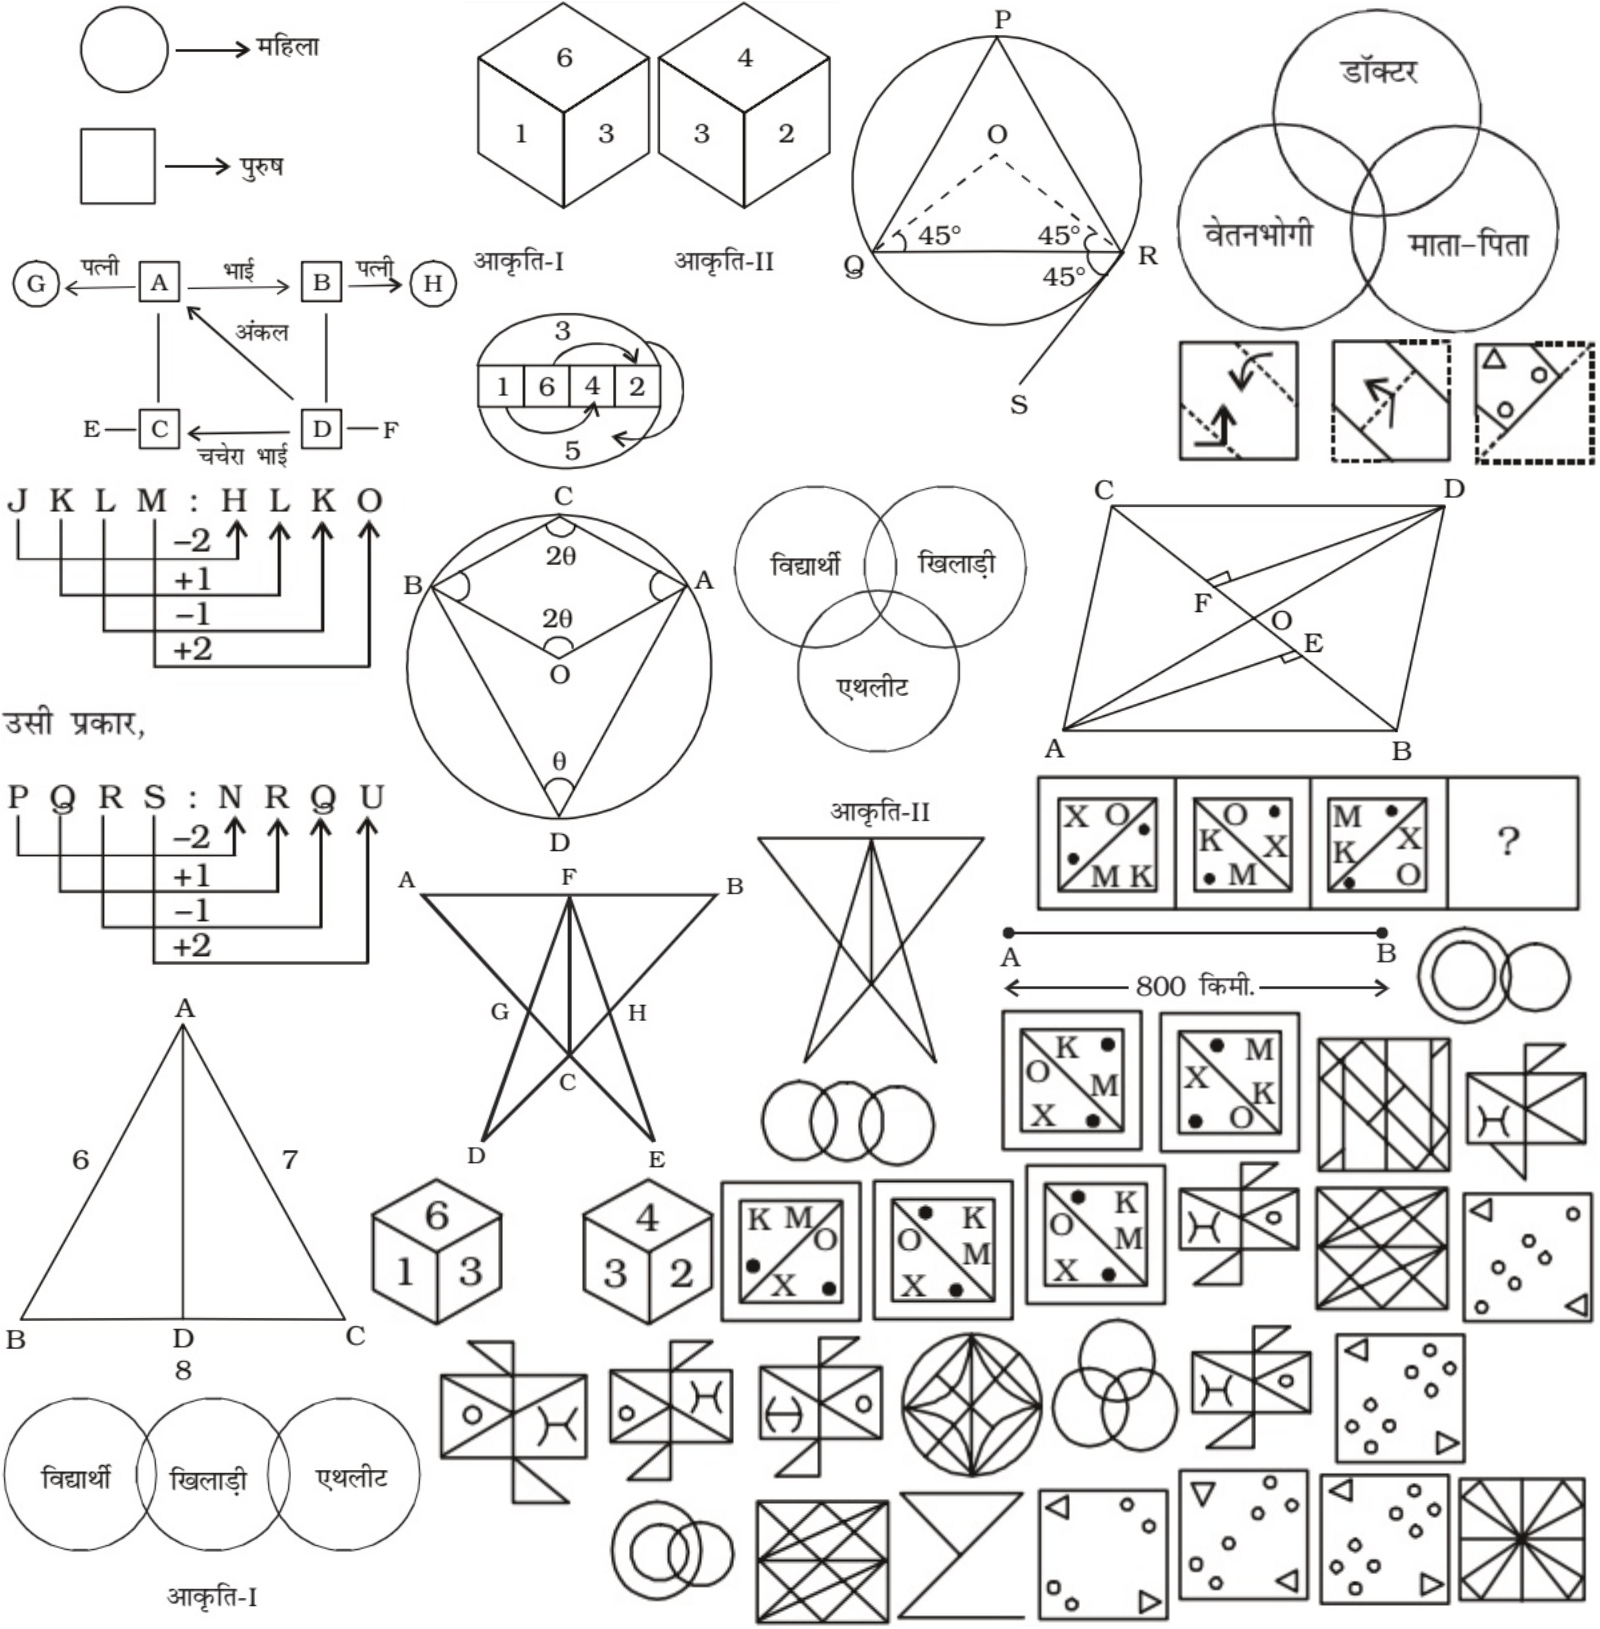 महिला
पुरुष
G पत्नी A भाई B पत्नी H
अंकल
E C D F
चचेरा भाई
6
1 3
4
3 2
आकृति-I आकृति-II
3
1 6 4 2
5
P
O
45° 45°
Q R
45°
S
डॉक्टर
वेतनभोगी माता-पिता
J K L M : H L K O
–2
+1
–1
+2
उसी प्रकार,
P Q R S : N R Q U
–2
+1
–1
+2
C
2θ
B A
2θ
O
θ
D
विद्यार्थी खिलाड़ी
एथलीट
C D
F
O
E
A B
X O
M K
O
K X
M
M
K X
O
?
A B
800 किमी.
आकृति-II
A F B
G H
C
D E
A
6 7
B D C
8
K
O M
X
M
X K
O
6
1 3
4
3 2
K M
O
X
K
O M
X
K
O M
X
विद्यार्थी खिलाड़ी एथलीट
आकृति-I